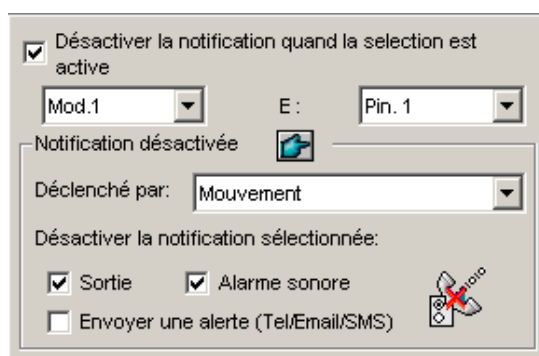 Désactiver la notification quand la selection est
active
Mod.1 E : Pin. 1
Notification désactivée
Déclenché par: Mouvement
Désactiver la notification sélectionnée:
Sortie Alarme sonore
Envoyer une alerte (Tel/Email/SMS)